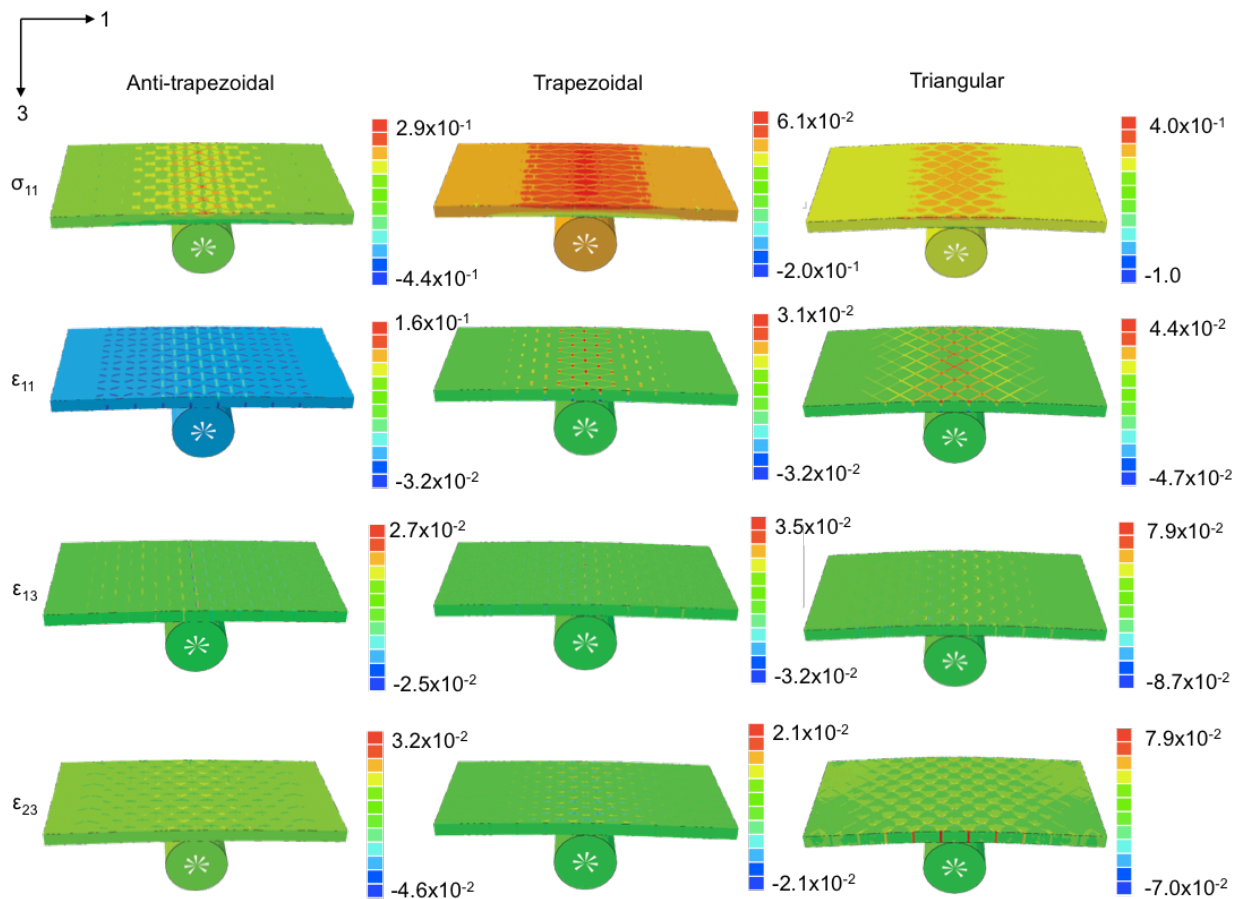 1
3
Anti-trapezoidal Trapezoidal Triangular
σ11
2.9x10-1 6.1x10-2 4.0x10-1
-4.4x10-1 -2.0x10-1 -1.0
ε11
1.6x10-1 3.1x10-2 4.4x10-2
-3.2x10-2 -3.2x10-2 -4.7x10-2
ε13
2.7x10-2 3.5x10-2 7.9x10-2
-2.5x10-2 -3.2x10-2 -8.7x10-2
ε23
3.2x10-2 2.1x10-2 7.9x10-2
-4.6x10-2 -2.1x10-2 -7.0x10-2